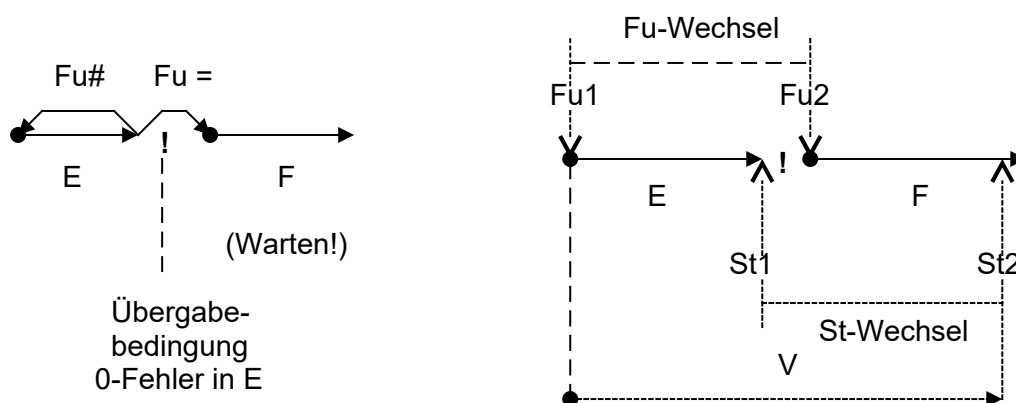 Fu# Fu =
!
E F
(Warten!)
Übergabe-
bedingung
0-Fehler in E
Fu-Wechsel
Fu1 Fu2
!
E F
St1 St2
St-Wechsel
V